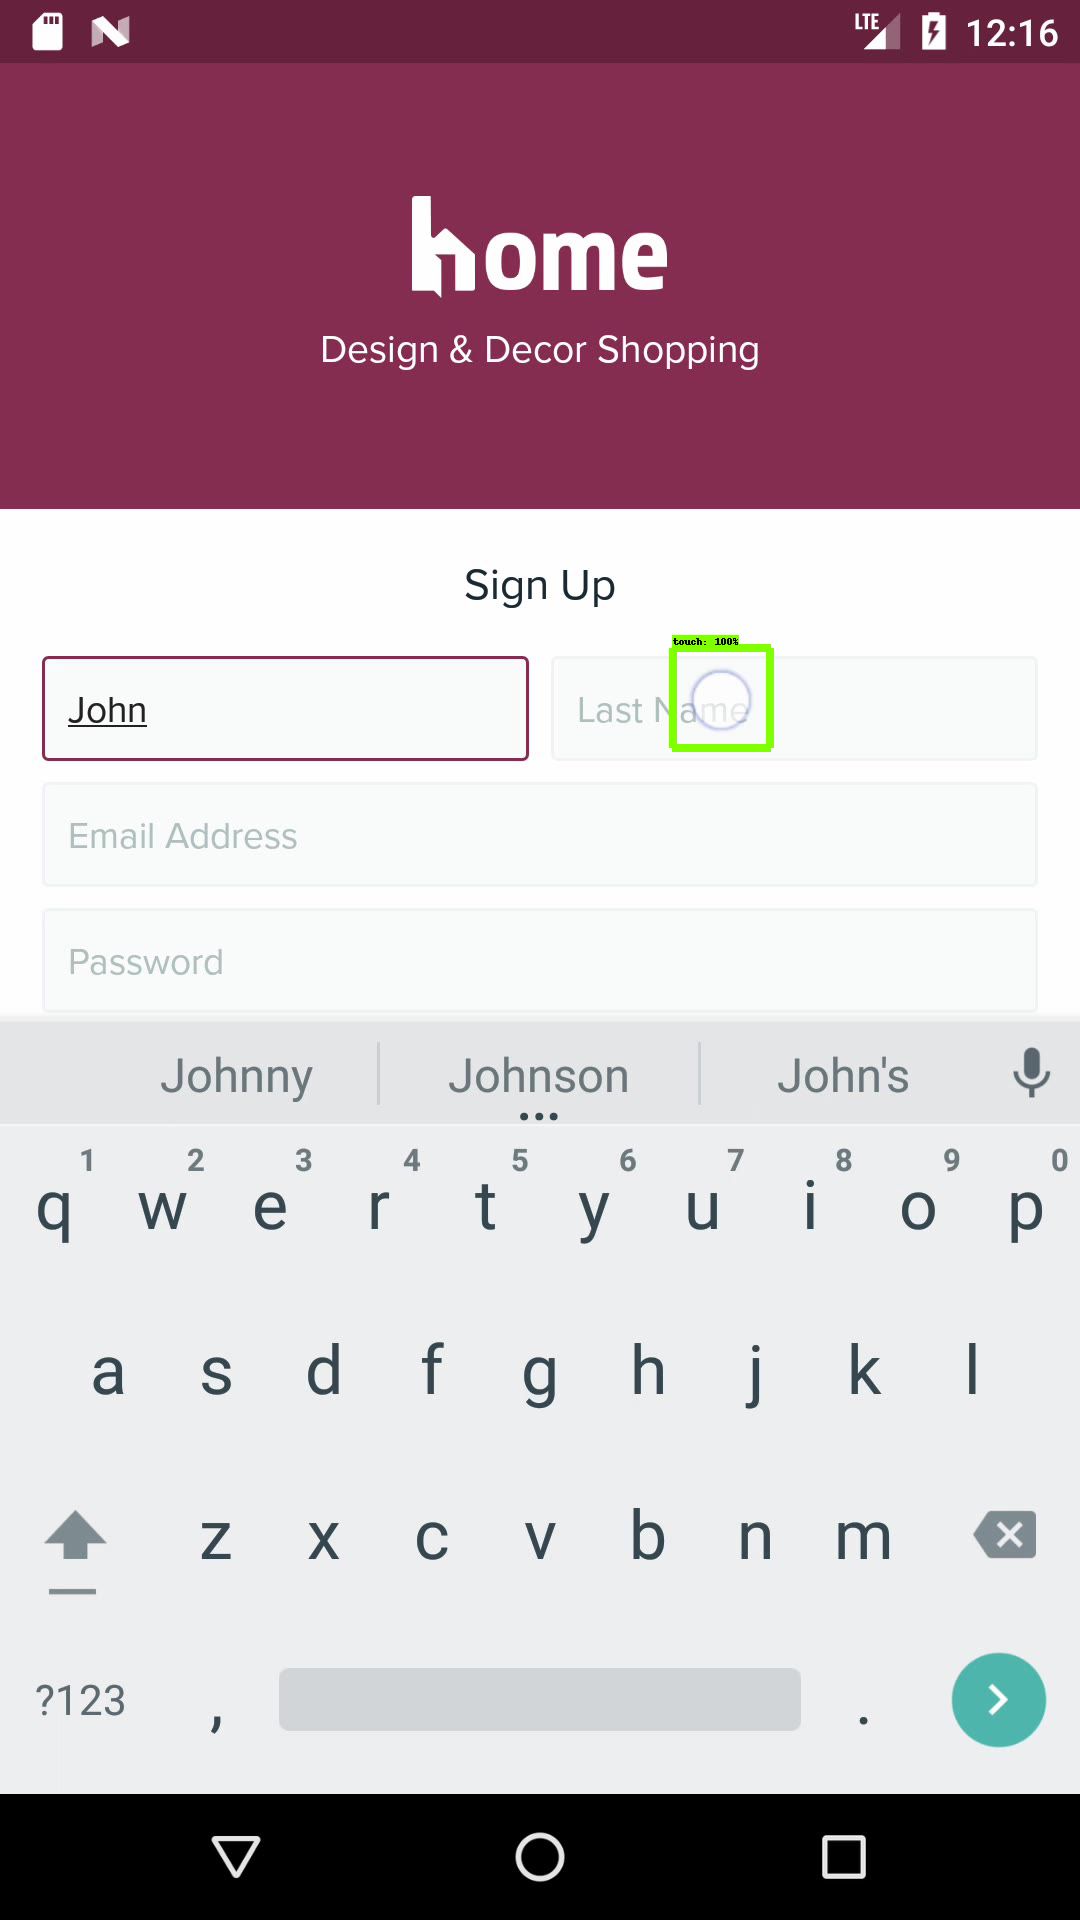 LTE 12:16
home
Design & Decor Shopping
Sign Up
touch: 100%
John
Last Name
Email Address
Password
Johnny Johnson John's
1 2 3 4 5 6 7 8 9 0
q w e r t y u i o p
a s d f g h j k l
z x c v b n m
?123 , .